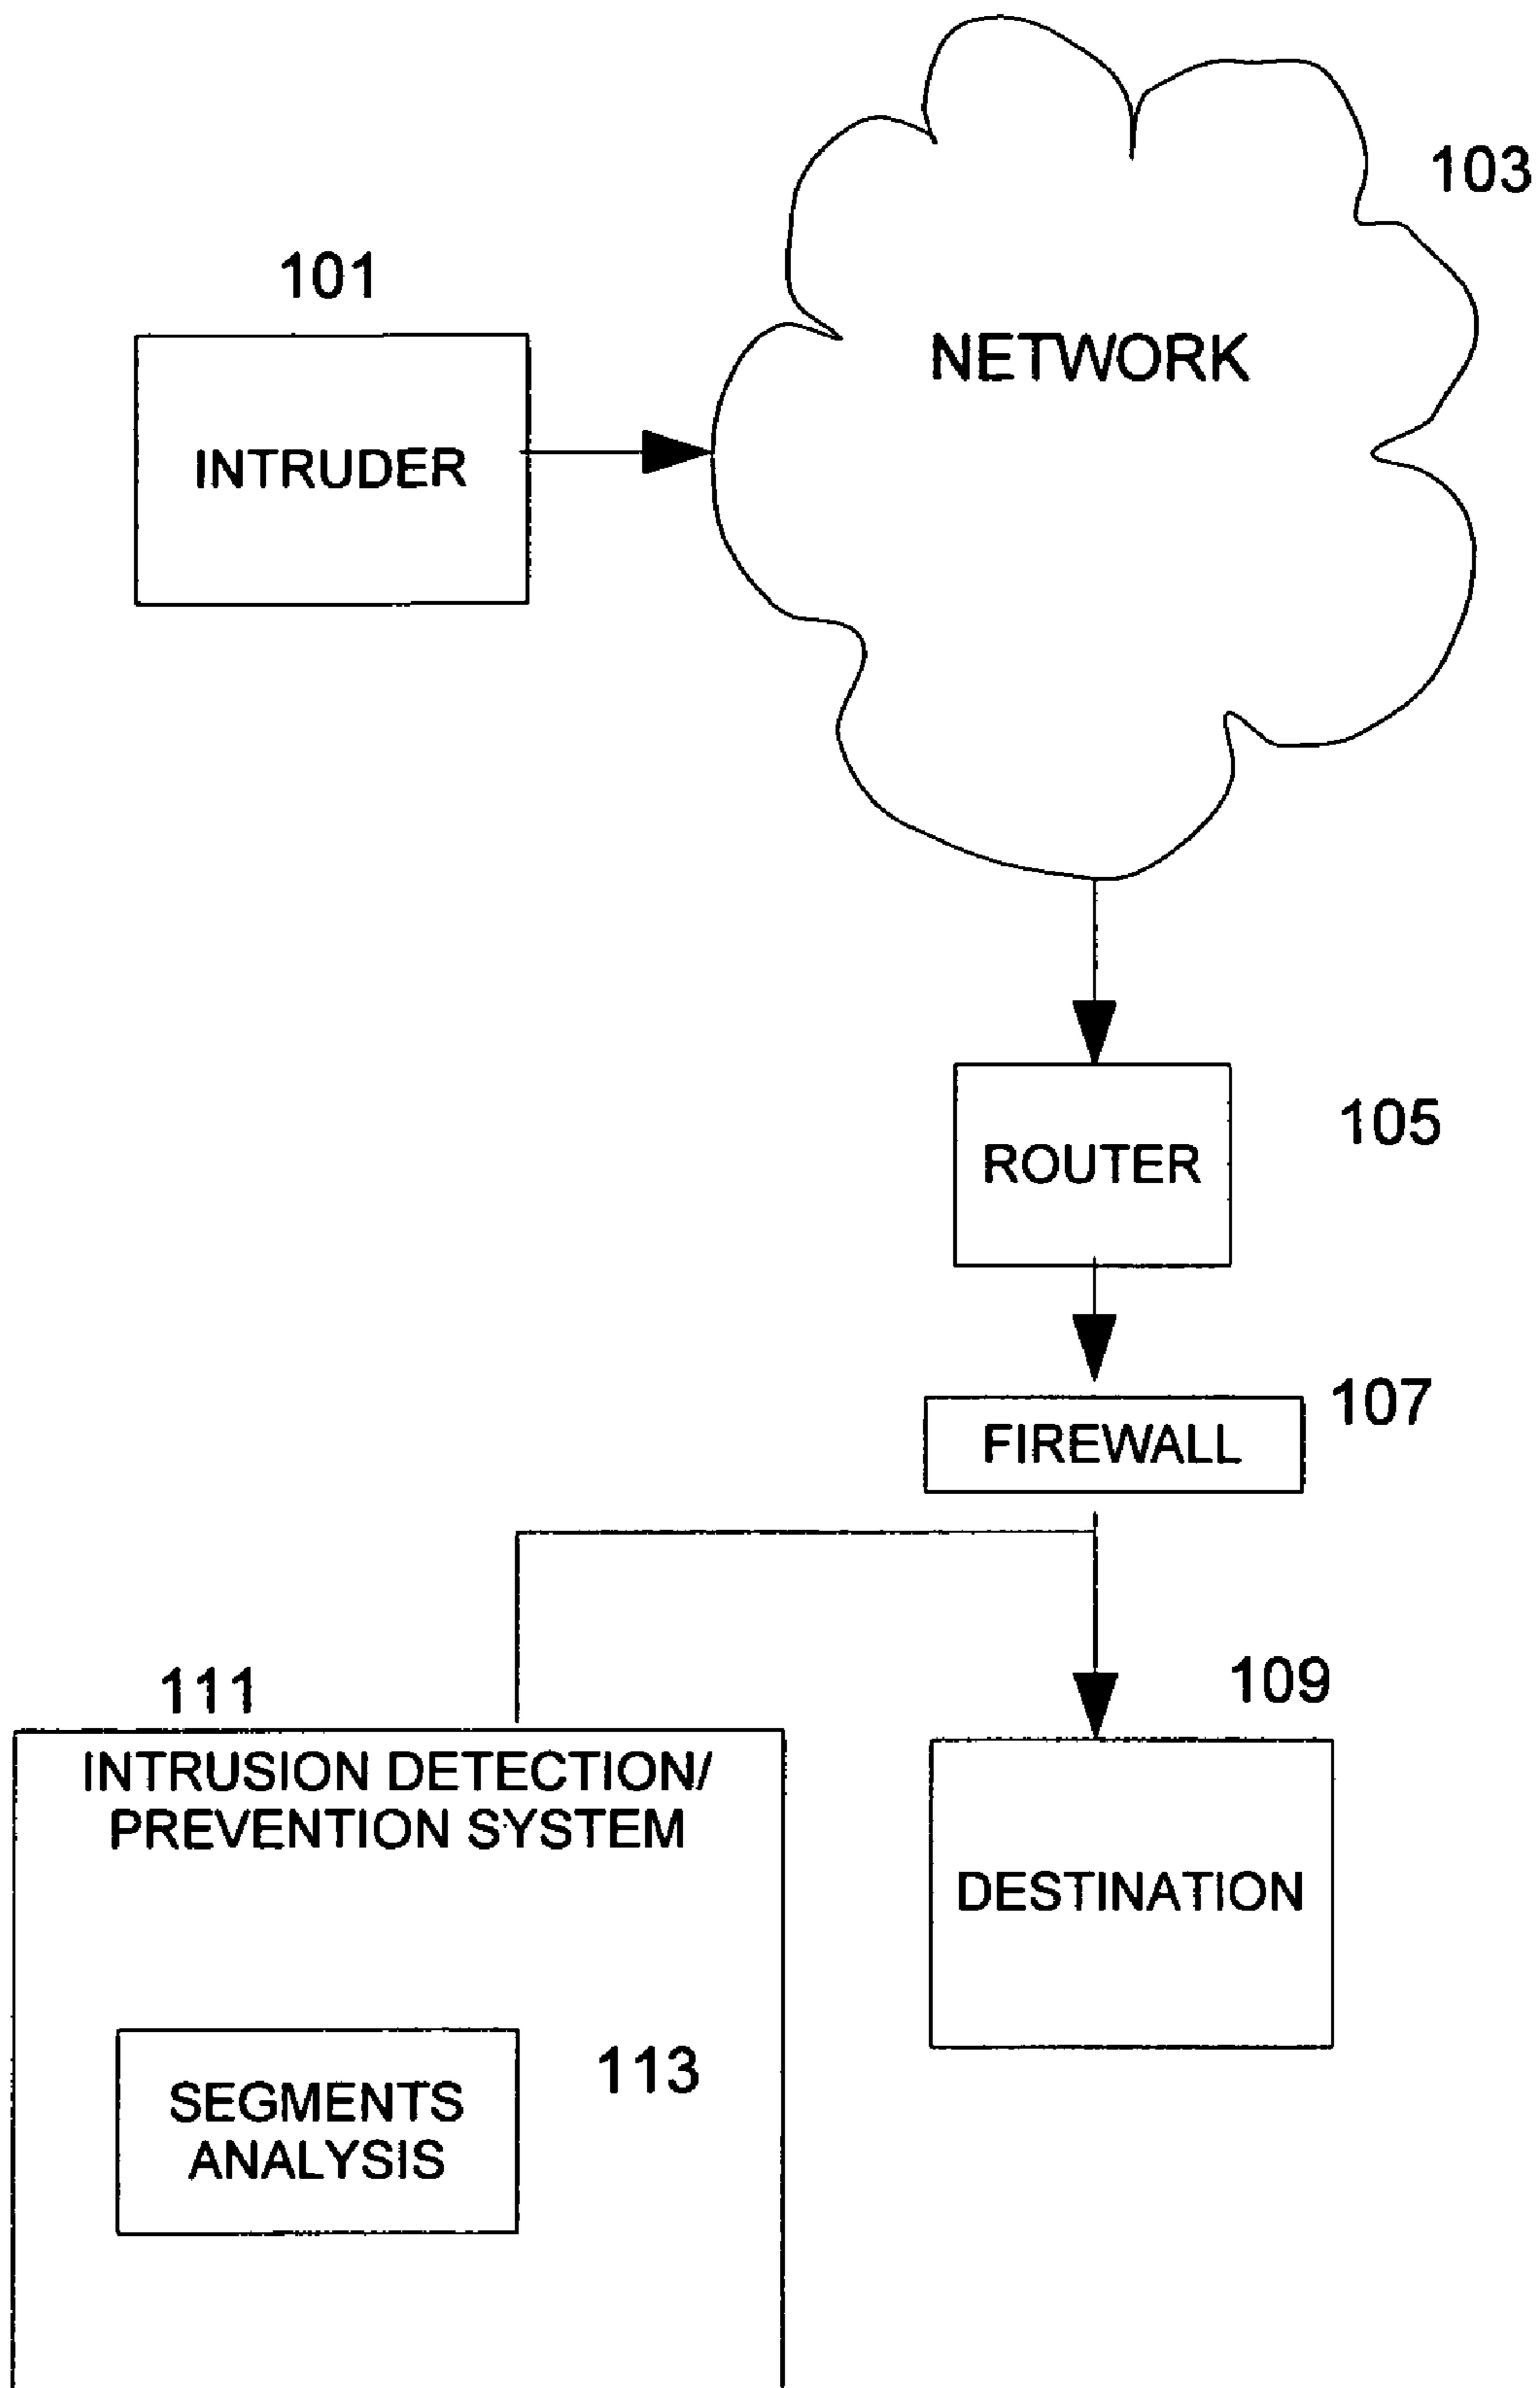 103
101
NETWORK
INTRUDER
105
ROUTER
107
FIREWALL
109
111
INTRUSION DETECTION/
PREVENTION SYSTEM
DESTINATION
113
SEGMENTS
ANALYSIS